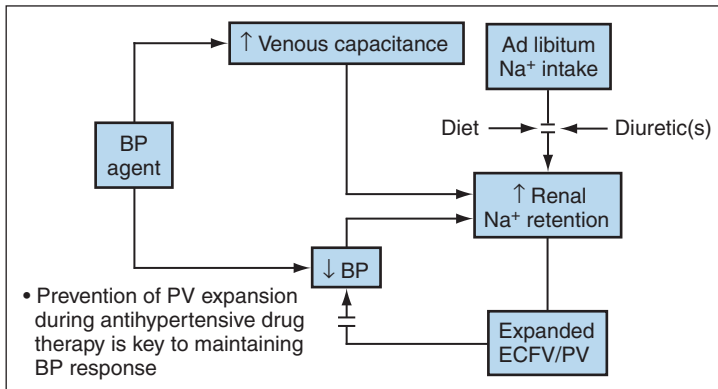 ↑ Venous capacitance
Ad libitum
Na⁺ intake
Diet
Diuretic(s)
BP
agent
↑ Renal
Na⁺ retention
↓ BP
• Prevention of PV expansion
during antihypertensive drug
therapy is key to maintaining
BP response
Expanded
ECFV/PV